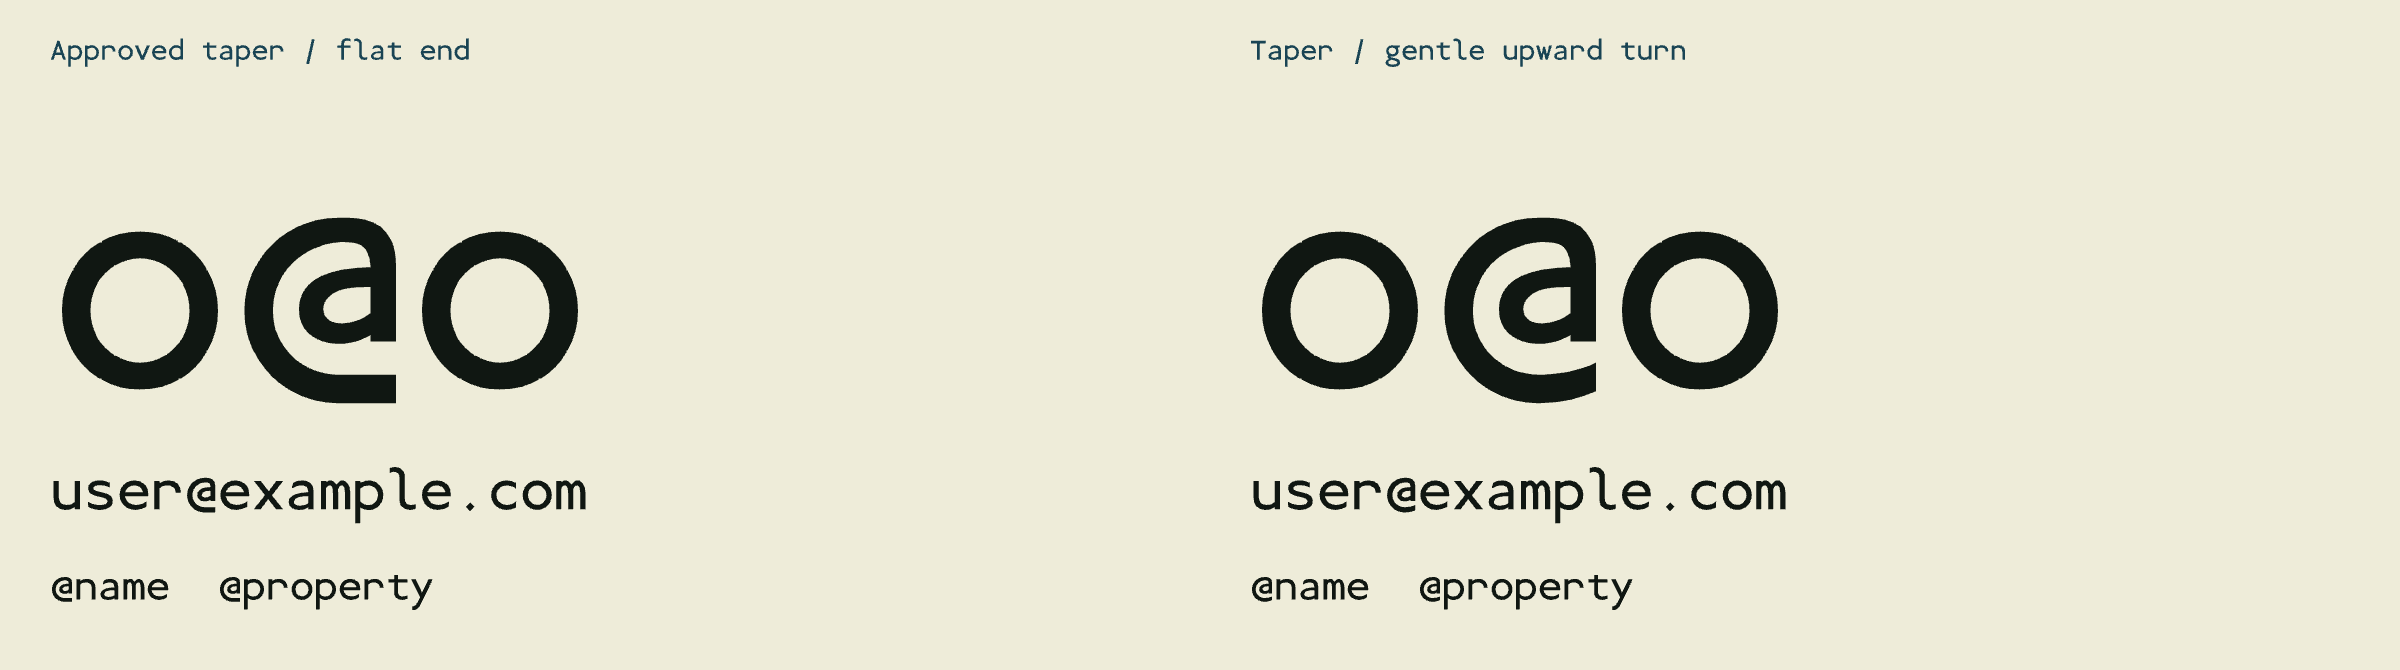 Approved taper / flat end
o@o
user@example.com
@name @property
Taper / gentle upward turn
o@o
user@example.com
@name @property